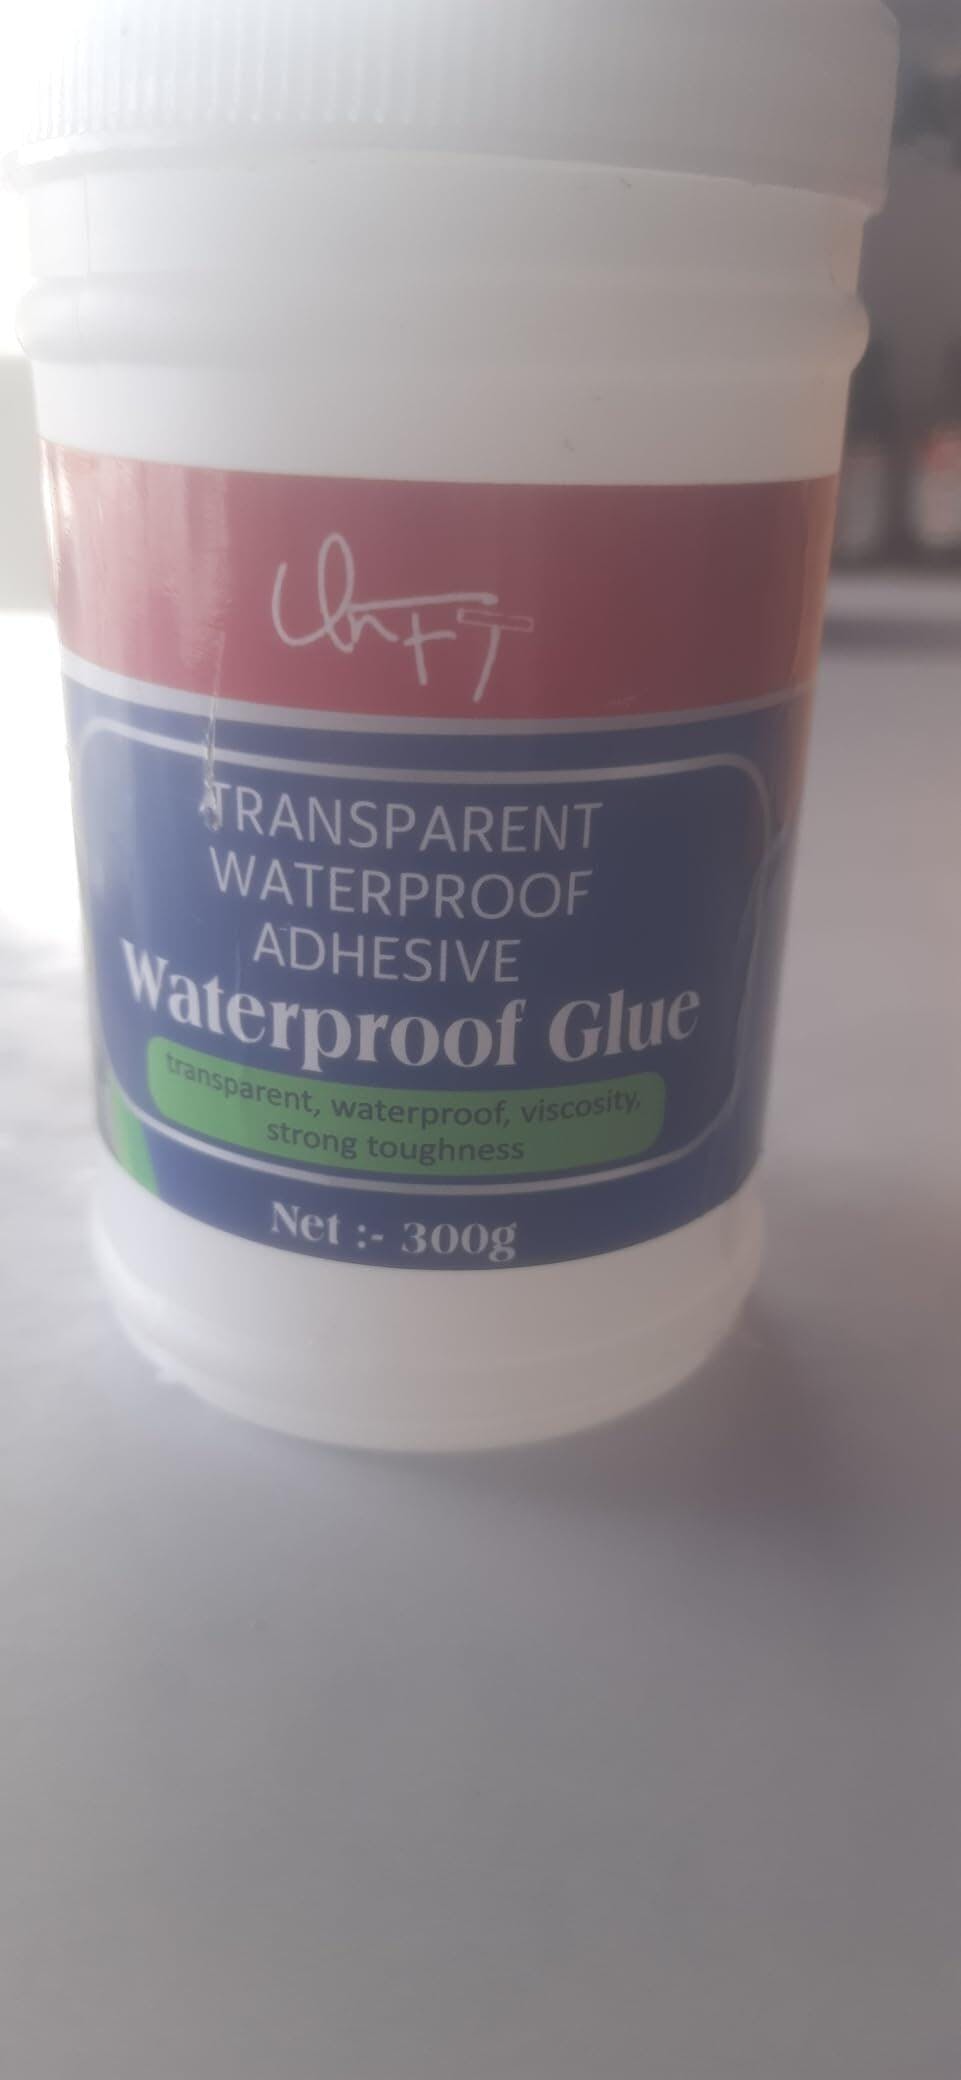 TRANSPARENT
WATERPROOF
ADHESIVE
Waterproof Glue
transparent, waterproof, viscosity,
strong toughness
Net :- 300g